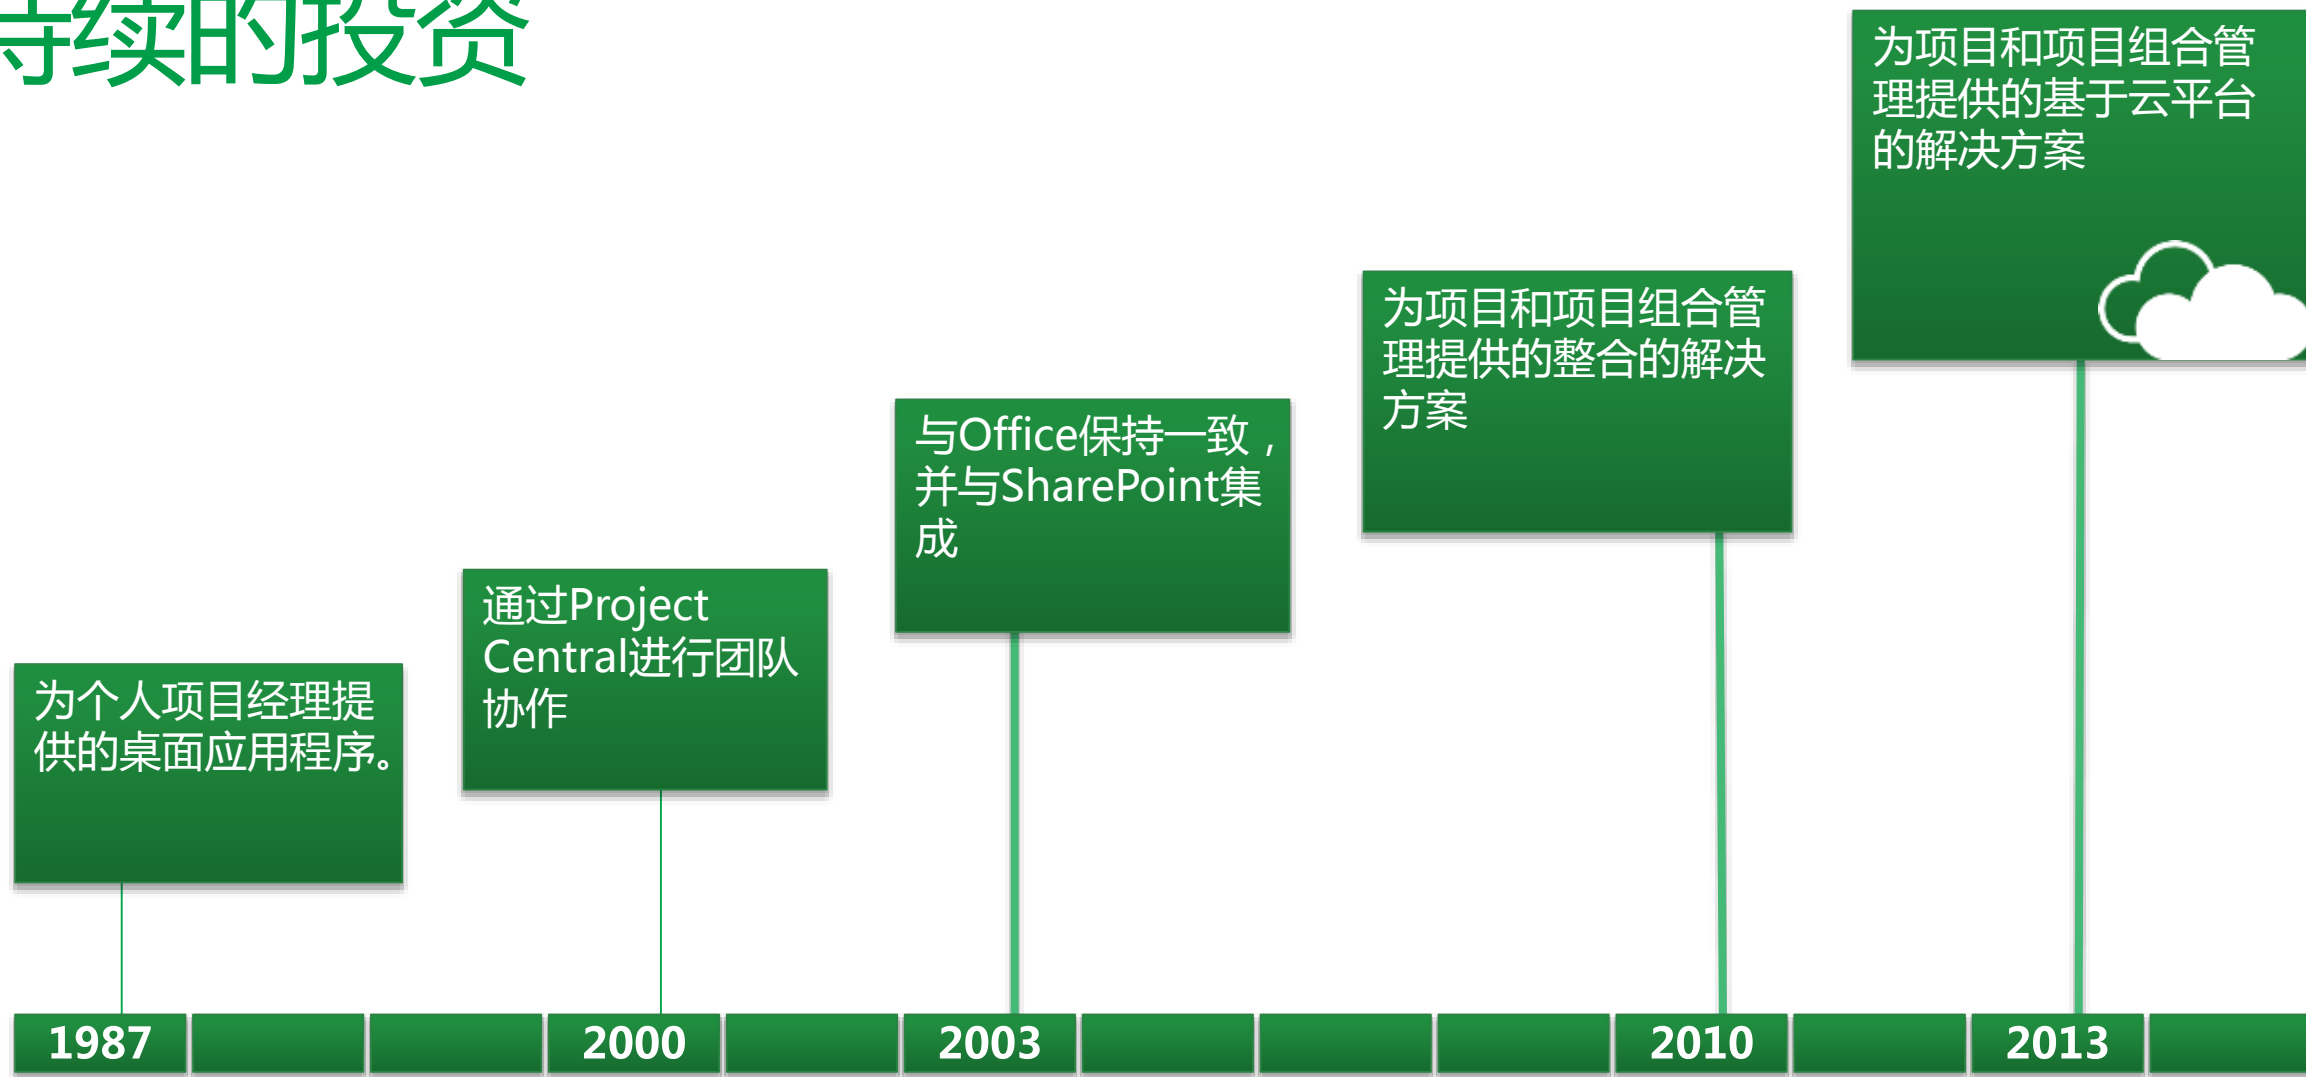 持续的投资
为项目和项目组合管
理提供的基于云平台
的解决方案
为项目和项目组合管
理提供的整合的解决
方案
与Office保持一致，
并与SharePoint集
成
通过Project
Central进行团队
协作
为个人项目经理提
供的桌面应用程序。
1987
2000
2003
2010
2013